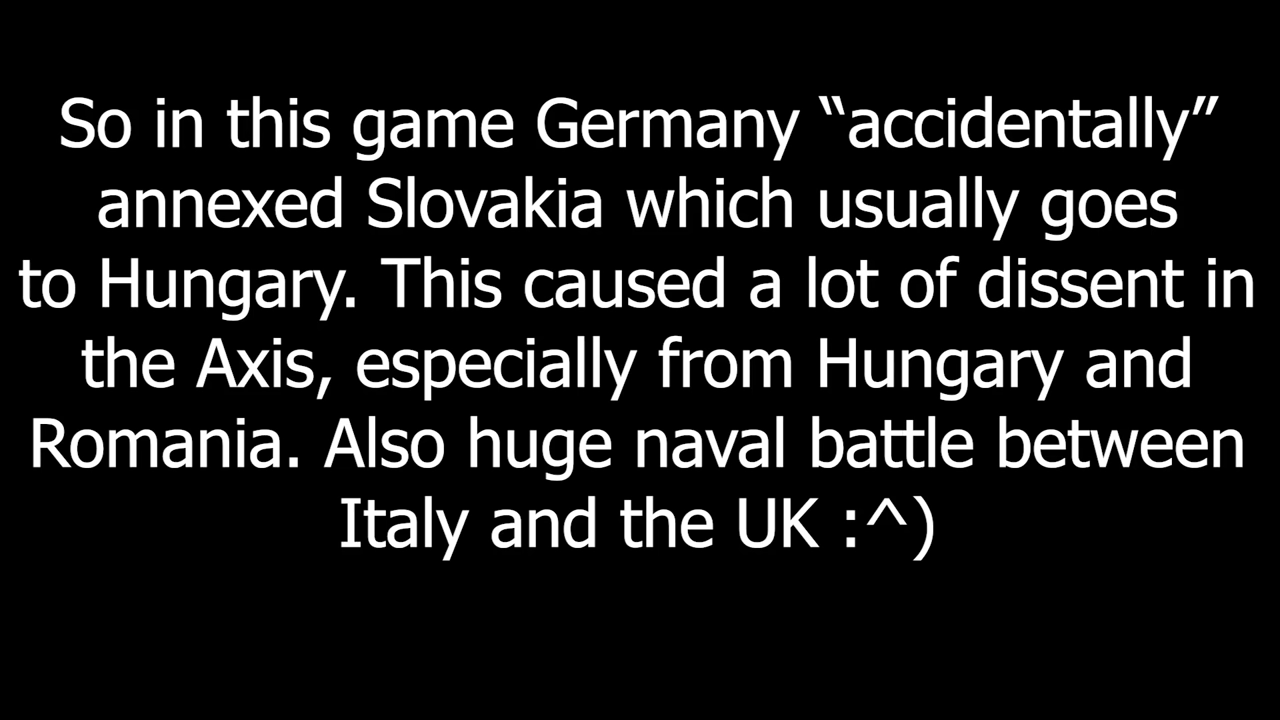 So in this game Germany “accidentally”
annexed Slovakia which usually goes
to Hungary. This caused a lot of dissent in
the Axis, especially from Hungary and
Romania. Also huge naval battle between
Italy and the UK :^)